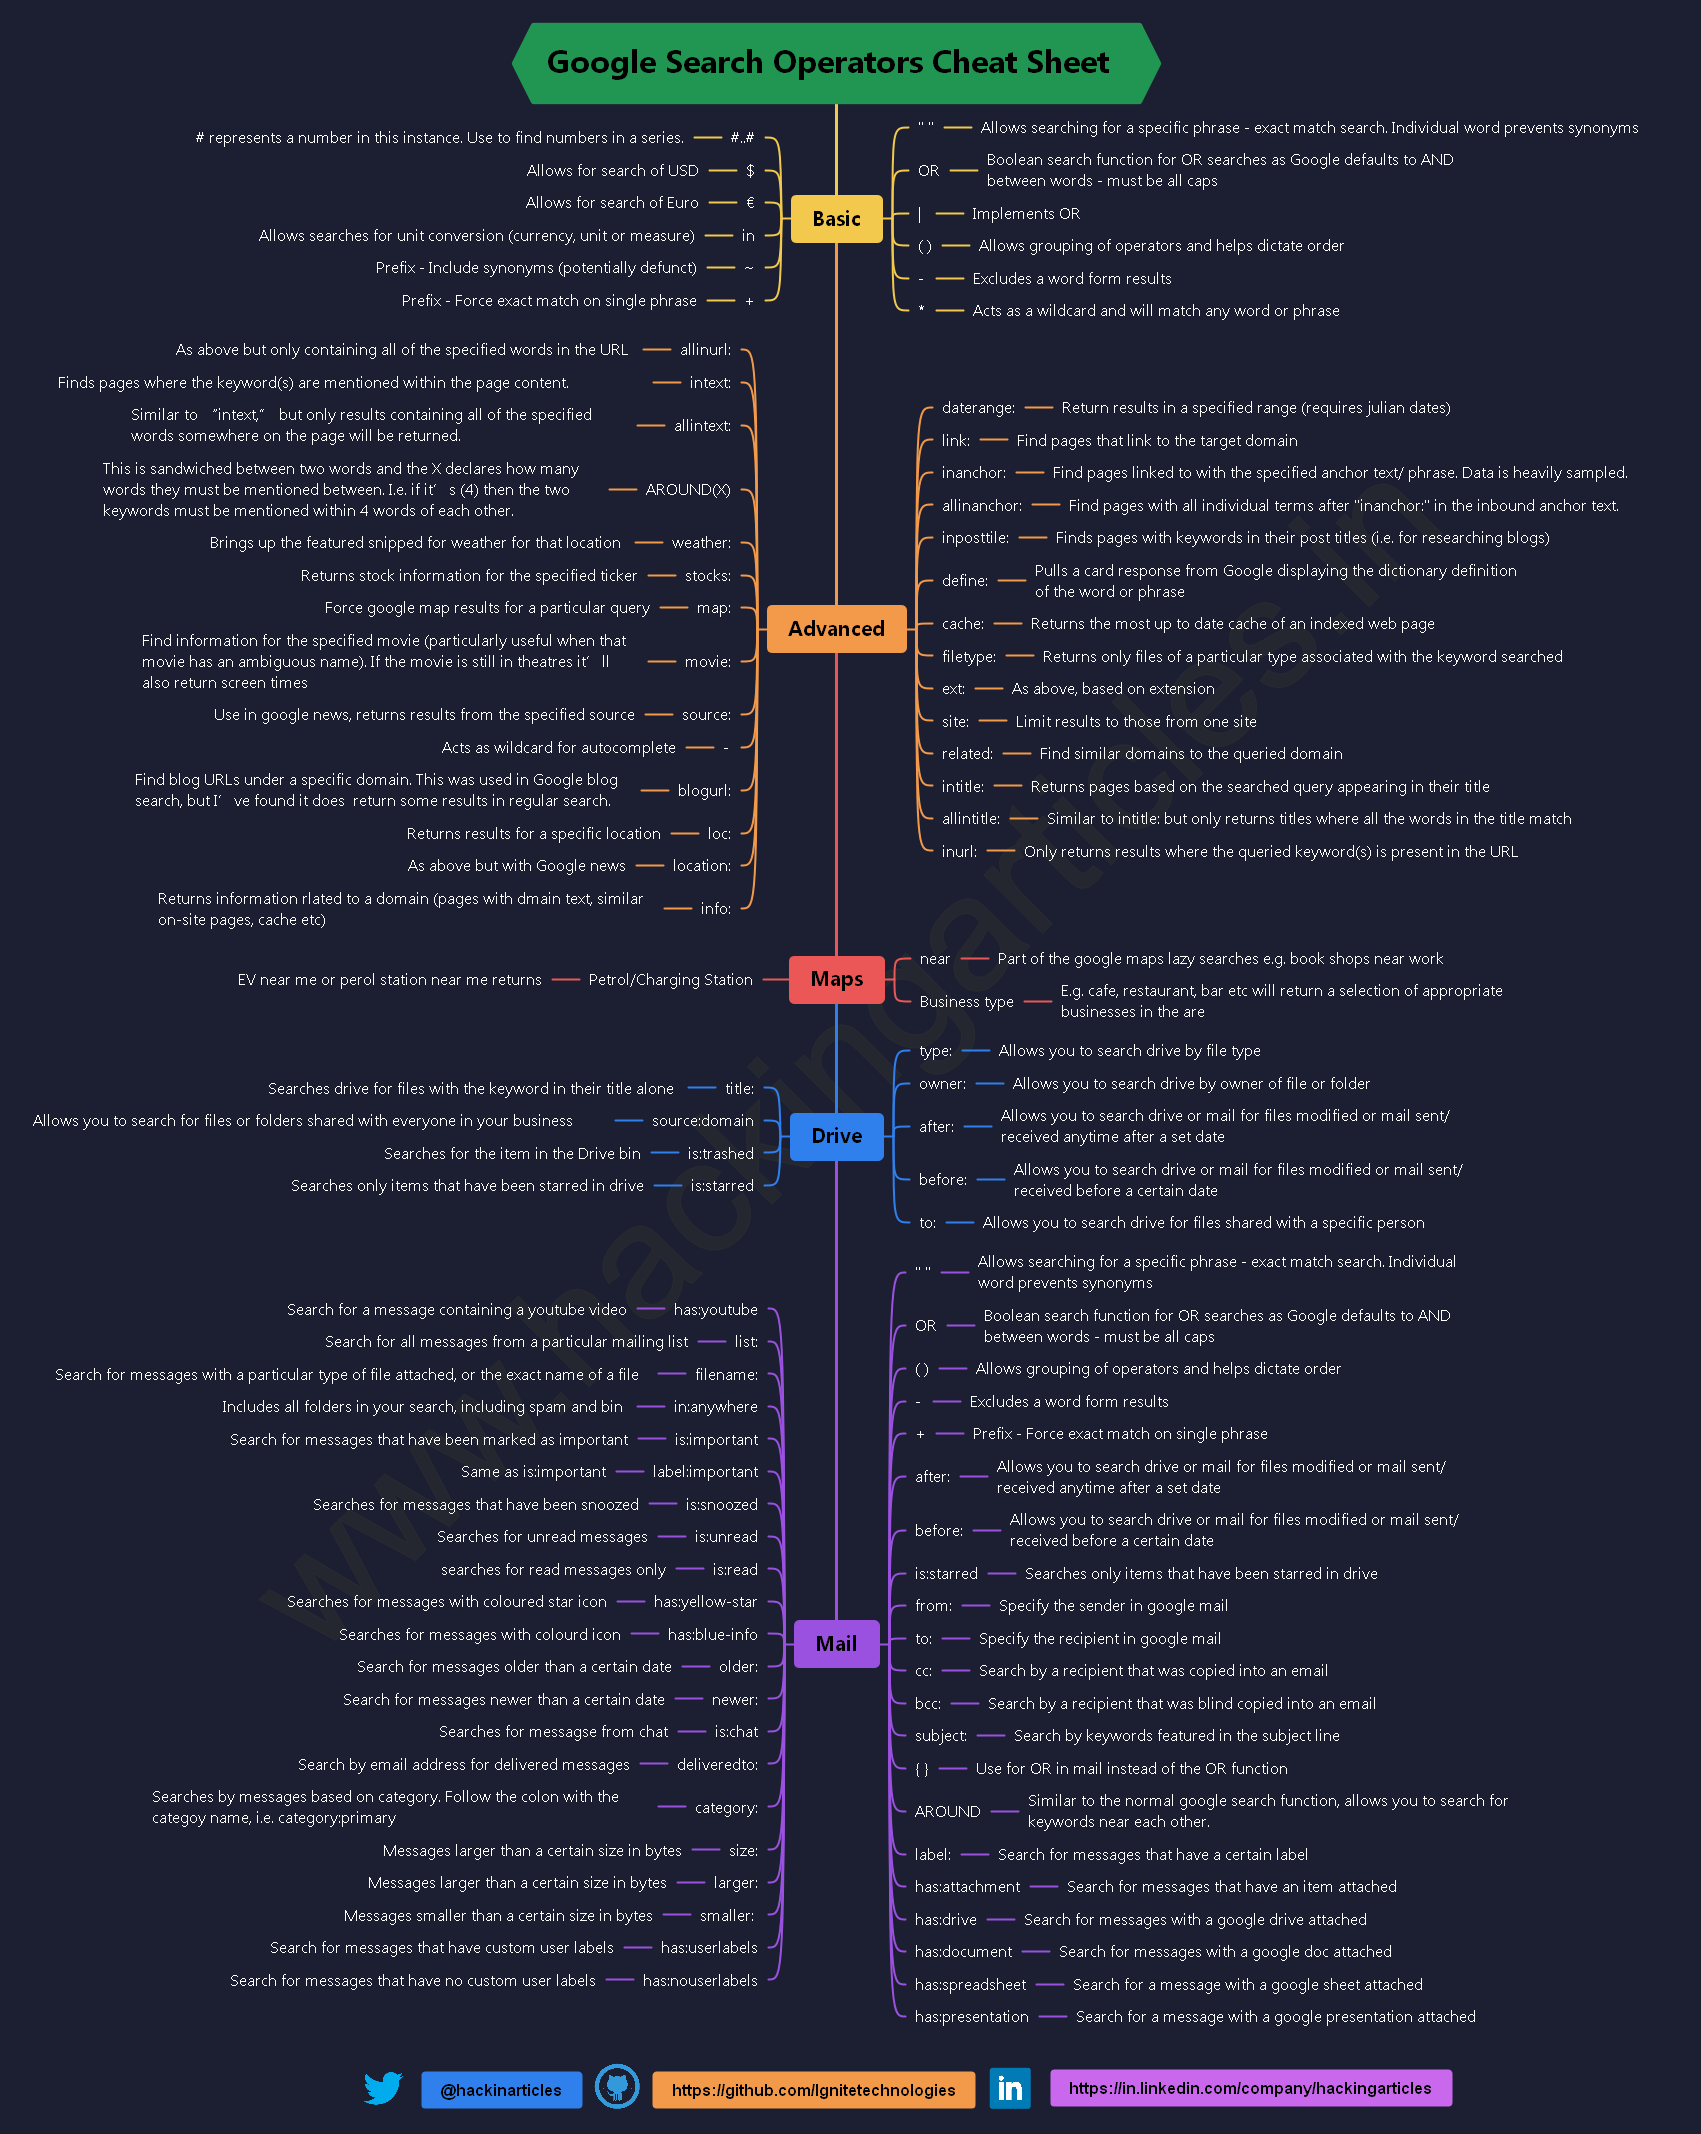 Google Search Operators Cheat Sheet
Basic
" "
Allows searching for a specific phrase - exact match search. Individual word prevents synonyms
OR
Boolean search function for OR searches as Google defaults to AND
between words - must be all caps
|
Implements OR
( )
Allows grouping of operators and helps dictate order
-
Excludes a word form results
*
Acts as a wildcard and will match any word or phrase
# represents a number in this instance. Use to find numbers in a series.
#..#
Allows for search of USD
$
Allows for search of Euro
€
Allows searches for unit conversion (currency, unit or measure)
in
Prefix - Include synonyms (potentially defunct)
~
Prefix - Force exact match on single phrase
+
Advanced
daterange:
Return results in a specified range (requires julian dates)
link:
Find pages that link to the target domain
inanchor:
Find pages linked to with the specified anchor text/ phrase. Data is heavily sampled.
allinanchor:
Find pages with all individual terms after "inanchor:" in the inbound anchor text.
inposttile:
Finds pages with keywords in their post titles (i.e. for researching blogs)
define:
Pulls a card response from Google displaying the dictionary definition
of the word or phrase
cache:
Returns the most up to date cache of an indexed web page
filetype:
Returns only files of a particular type associated with the keyword searched
ext:
As above, based on extension
site:
Limit results to those from one site
related:
Find similar domains to the queried domain
intitle:
Returns pages based on the searched query appearing in their title
allintitle:
Similar to intitle: but only returns titles where all the words in the title match
inurl:
Only returns results where the queried keyword(s) is present in the URL
As above but only containing all of the specified words in the URL
allinurl:
Finds pages where the keyword(s) are mentioned within the page content.
intext:
Similar to “intext,” but only results containing all of the specified
words somewhere on the page will be returned.
allintext:
This is sandwiched between two words and the X declares how many
words they must be mentioned between. I.e. if it’s (4) then the two
keywords must be mentioned within 4 words of each other.
AROUND(X)
Brings up the featured snipped for weather for that location
weather:
Returns stock information for the specified ticker
stocks:
Force google map results for a particular query
map:
Find information for the specified movie (particularly useful when that
movie has an ambiguous name). If the movie is still in theatres it’ll
also return screen times
movie:
Use in google news, returns results from the specified source
source:
Acts as wildcard for autocomplete
-
Find blog URLs under a specific domain. This was used in Google blog
search, but I’ve found it does return some results in regular search.
blogurl:
Returns results for a specific location
loc:
As above but with Google news
location:
Returns information rlated to a domain (pages with dmain text, similar
on-site pages, cache etc)
info:
Maps
near
Part of the google maps lazy searches e.g. book shops near work
Business type
E.g. cafe, restaurant, bar etc will return a selection of appropriate
businesses in the are
EV near me or perol station near me returns
Petrol/Charging Station
Drive
type:
Allows you to search drive by file type
owner:
Allows you to search drive by owner of file or folder
after:
Allows you to search drive or mail for files modified or mail sent/
received anytime after a set date
before:
Allows you to search drive or mail for files modified or mail sent/
received before a certain date
to:
Allows you to search drive for files shared with a specific person
Searches drive for files with the keyword in their title alone
title:
Allows you to search for files or folders shared with everyone in your business
source:domain
Searches for the item in the Drive bin
is:trashed
Searches only items that have been starred in drive
is:starred
Mail
" "
Allows searching for a specific phrase - exact match search. Individual
word prevents synonyms
OR
Boolean search function for OR searches as Google defaults to AND
between words - must be all caps
( )
Allows grouping of operators and helps dictate order
-
Excludes a word form results
+
Prefix - Force exact match on single phrase
after:
Allows you to search drive or mail for files modified or mail sent/
received anytime after a set date
before:
Allows you to search drive or mail for files modified or mail sent/
received before a certain date
is:starred
Searches only items that have been starred in drive
from:
Specify the sender in google mail
to:
Specify the recipient in google mail
cc:
Search by a recipient that was copied into an email
bcc:
Search by a recipient that was blind copied into an email
subject:
Search by keywords featured in the subject line
{ }
Use for OR in mail instead of the OR function
AROUND
Similar to the normal google search function, allows you to search for
keywords near each other.
label:
Search for messages that have a certain label
has:attachment
Search for messages that have an item attached
has:drive
Search for messages with a google drive attached
has:document
Search for messages with a google doc attached
has:spreadsheet
Search for a message with a google sheet attached
has:presentation
Search for a message with a google presentation attached
Search for a message containing a youtube video
has:youtube
Search for all messages from a particular mailing list
list:
Search for messages with a particular type of file attached, or the exact name of a file
filename:
Includes all folders in your search, including spam and bin
in:anywhere
Search for messages that have been marked as important
is:important
Same as is:important
label:important
Searches for messages that have been snoozed
is:snoozed
Searches for unread messages
is:unread
searches for read messages only
is:read
Searches for messages with coloured star icon
has:yellow-star
Searches for messages with colourd icon
has:blue-info
Search for messages older than a certain date
older:
Search for messages newer than a certain date
newer:
Searches for messagse from chat
is:chat
Search by email address for delivered messages
deliveredto:
Searches by messages based on category. Follow the colon with the
categoy name, i.e. category:primary
category:
Messages larger than a certain size in bytes
size:
Messages larger than a certain size in bytes
larger:
Messages smaller than a certain size in bytes
smaller:
Search for messages that have custom user labels
has:userlabels
Search for messages that have no custom user labels
has:nouserlabels
www.hackingarticles.in
@hackinarticles
https://github.com/Ignitetechnologies
in
https://in.linkedin.com/company/hackingarticles